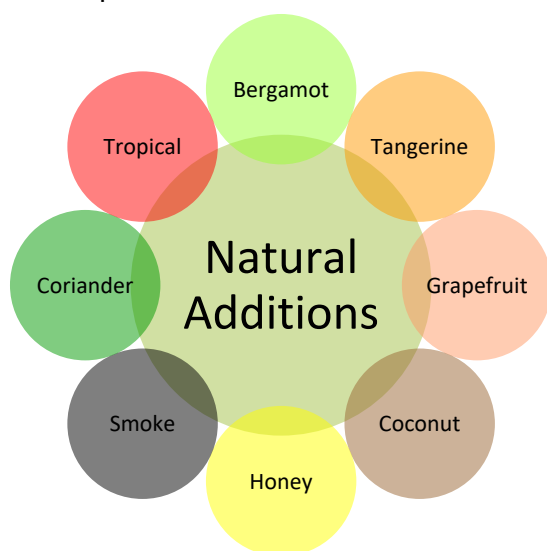 Bergamot
Tropical
Tangerine
Natural
Additions
Coriander
Grapefruit
Smoke
Coconut
Honey